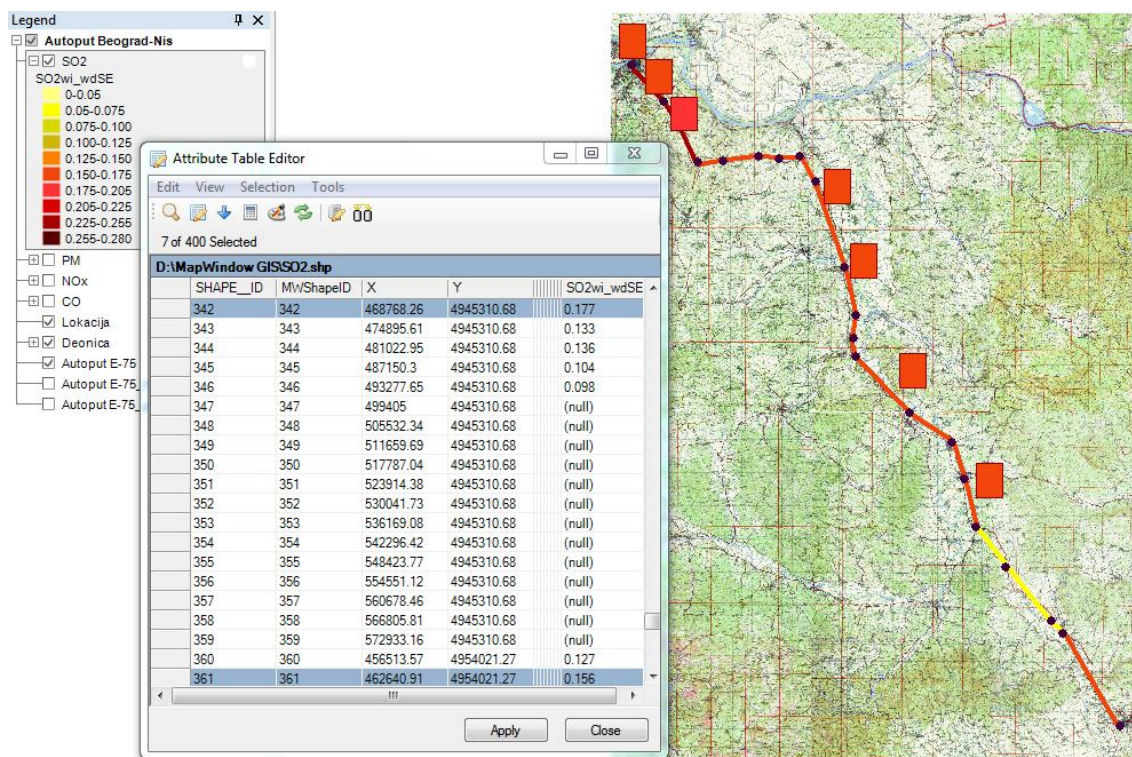 Legend
Autoput Beograd-Nis
SO2
SO2wi_wdSE
0-0.05
0.05-0.075
0.075-0.100
0.100-0.125
0.125-0.150
0.150-0.175
0.175-0.205
0.205-0.225
0.225-0.255
0.255-0.280
PM
NOx
CO
Lokacija
Deonica
Autoput E-75
Autoput E-75_
Autoput E-75_
Attribute Table Editor
Edit View Selection Tools
7 of 400 Selected
D:\MapWindow GIS\SO2.shp
SHAPE__ID MWShapeID X Y SO2wi_wdSE
342 342 468768.26 4945310.68 0.177
343 343 474895.61 4945310.68 0.133
344 344 481022.95 4945310.68 0.136
345 345 487150.3 4945310.68 0.104
346 346 493277.65 4945310.68 0.098
347 347 499405 4945310.68 (null)
348 348 505532.34 4945310.68 (null)
349 349 511659.69 4945310.68 (null)
350 350 517787.04 4945310.68 (null)
351 351 523914.38 4945310.68 (null)
352 352 530041.73 4945310.68 (null)
353 353 536169.08 4945310.68 (null)
354 354 542296.42 4945310.68 (null)
355 355 548423.77 4945310.68 (null)
356 356 554551.12 4945310.68 (null)
357 357 560678.46 4945310.68 (null)
358 358 566805.81 4945310.68 (null)
359 359 572933.16 4945310.68 (null)
360 360 456513.57 4954021.27 0.127
361 361 462640.91 4954021.27 0.156
Apply Close